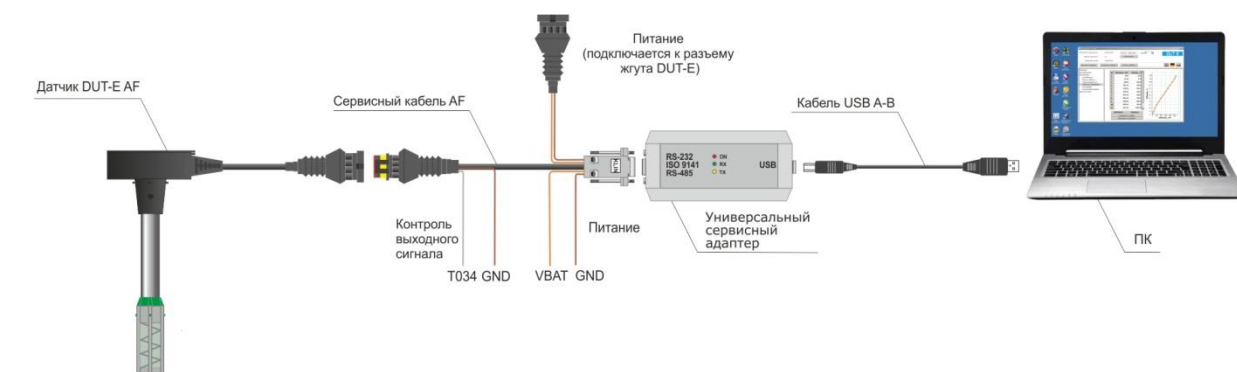 Питание
(подключается к разъему
жгута DUT-E)
Датчик DUT-E AF
Сервисный кабель AF
Кабель USB A-B
RS-232
ISO 9141
RS-485
ON
RX
TX
USB
Контроль
выходного
сигнала
Питание
Универсальный
сервисный
адаптер
ПК
T034 GND
VBAT GND
DUT-E